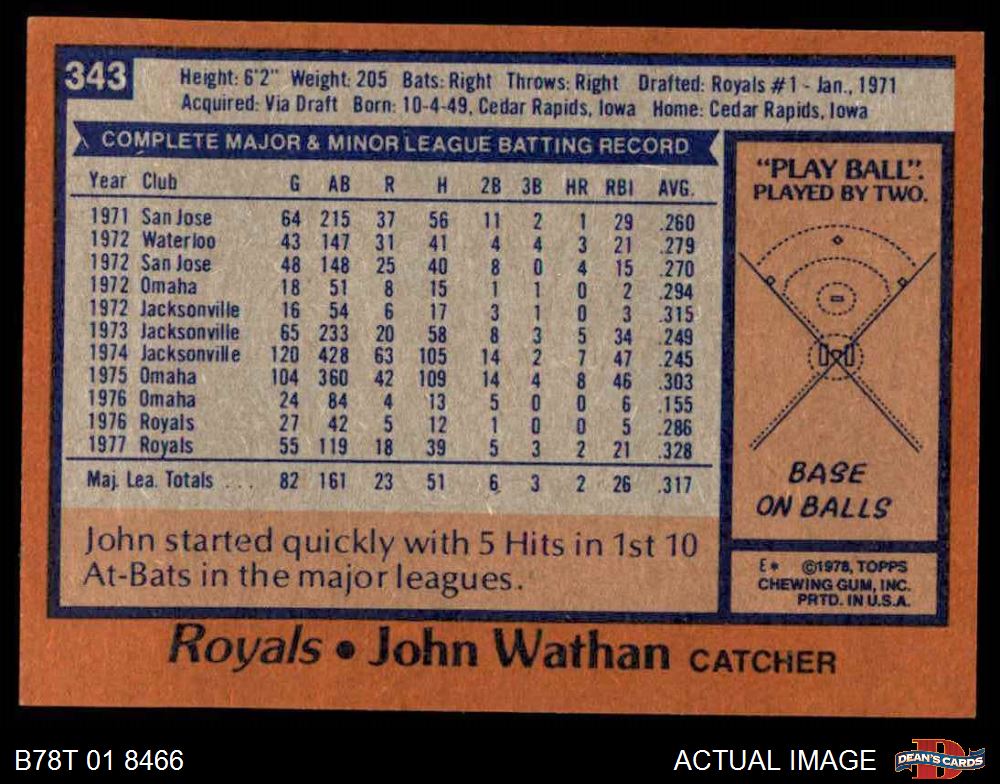 343
Height: 6'2" Weight: 205 Bats: Right Throws: Right Drafted: Royals #1 - Jan., 1971
Acquired: Via Draft Born: 10-4-49, Cedar Rapids, Iowa Home: Cedar Rapids, Iowa
COMPLETE MAJOR & MINOR LEAGUE BATTING RECORD
Year Club G AB R H 2B 3B HR RBI AVG.
1971 San Jose 64 215 37 56 11 2 1 29 .260
1972 Waterloo 43 147 31 41 4 4 3 21 .279
1972 San Jose 48 148 25 40 8 0 4 15 .270
1972 Omaha 18 51 8 15 1 1 0 2 .294
1972 Jacksonville 16 54 6 17 3 1 0 3 .315
1973 Jacksonville 65 233 20 58 8 3 5 34 .249
1974 Jacksonville 120 428 63 105 14 2 7 47 .245
1975 Omaha 104 360 42 109 14 4 8 46 .303
1976 Omaha 24 84 4 13 5 0 0 6 .155
1976 Royals 27 42 5 12 1 0 0 5 .286
1977 Royals 55 119 18 39 5 3 2 21 .328
Maj. Lea. Totals . . . 82 161 23 51 6 3 2 26 .317
John started quickly with 5 Hits in 1st 10
At-Bats in the major leagues.
"PLAY BALL":
PLAYED BY TWO.
BASE
ON BALLS
E* ©1978, TOPPS
CHEWING GUM, INC.
PRTD. IN U.S.A.
Royals • John Wathan CATCHER
B78T 01 8466
ACTUAL IMAGE
D
DEAN'S CARDS